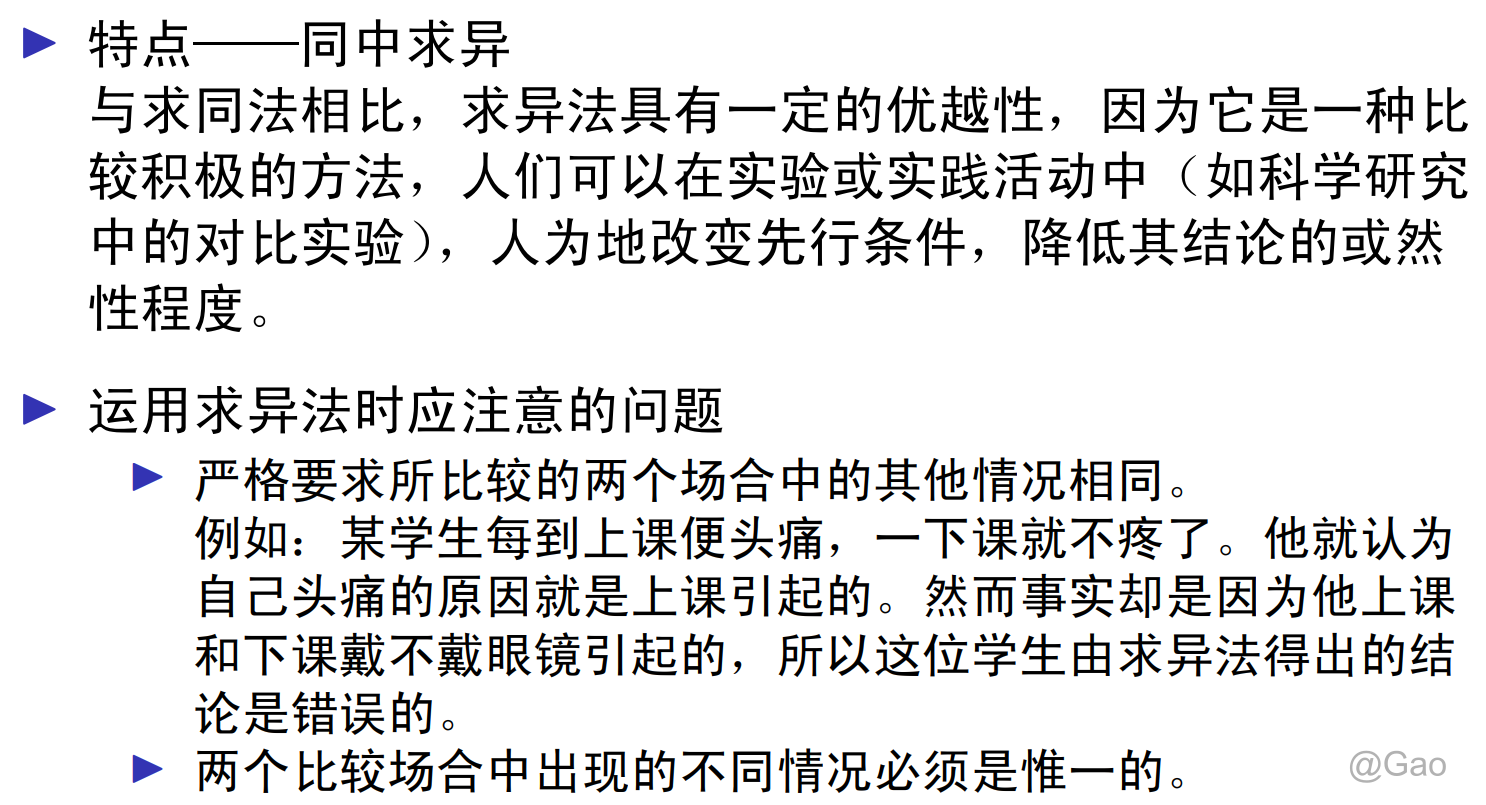 特点——同中求异
与求同法相比，求异法具有一定的优越性，因为它是一种比
较积极的方法，人们可以在实验或实践活动中（如科学研究
中的对比实验），人为地改变先行条件，降低其结论的或然
性程度。
运用求异法时应注意的问题
严格要求所比较的两个场合中的其他情况相同。
例如：某学生每到上课便头痛，一下课就不疼了。他就认为
自己头痛的原因就是上课引起的。然而事实却是因为他上课
和下课戴不戴眼镜引起的，所以这位学生由求异法得出的结
论是错误的。
两个比较场合中出现的不同情况必须是惟一的。
@Gao